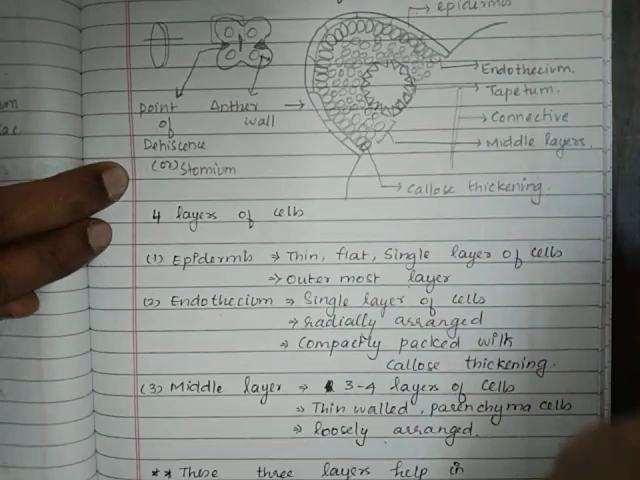 epidermis
Endothecium.
Tapetum.
Connective
Middle layers.
callose thickening.
point of Dehiscence (or) Stomium
Anther wall
4 layers of cells
(1) Epidermis → Thin, flat, Single layer of cells
→ outer most layer
(2) Endothecium → Single layer of cells
→ radially arranged
→ compactly packed with
callose thickening.
(3) Middle layer → 3-4 layers of cells
→ Thin walled, parenchyma cells
→ loosely arranged.
** These three layers help in